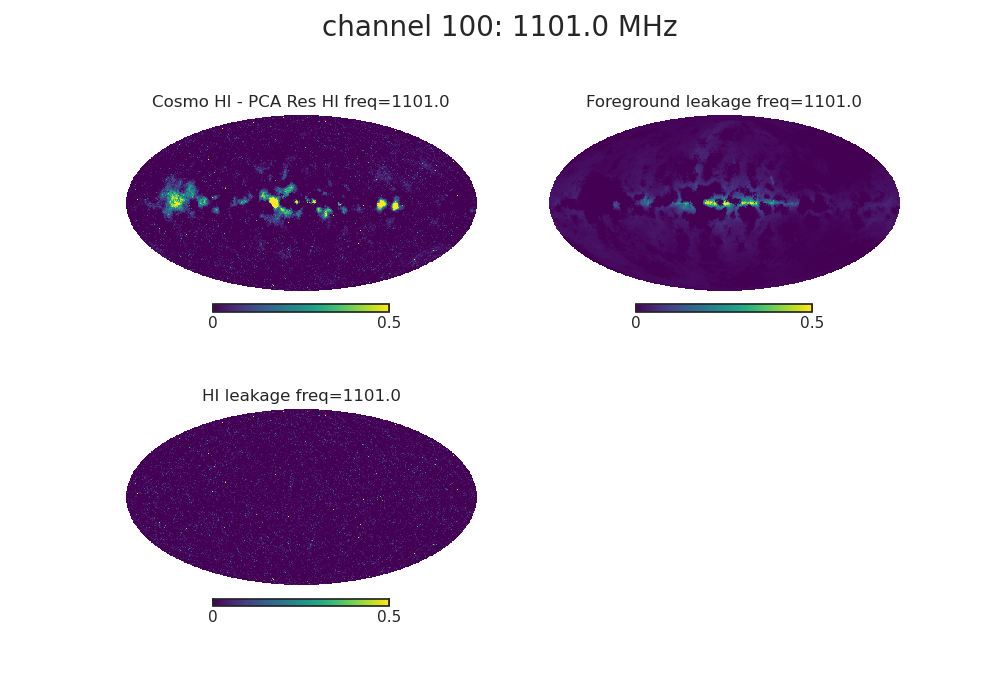 channel 100: 1101.0 MHz
Cosmo HI - PCA Res HI freq=1101.0
Foreground leakage freq=1101.0
0 0.5
0 0.5
HI leakage freq=1101.0
0 0.5